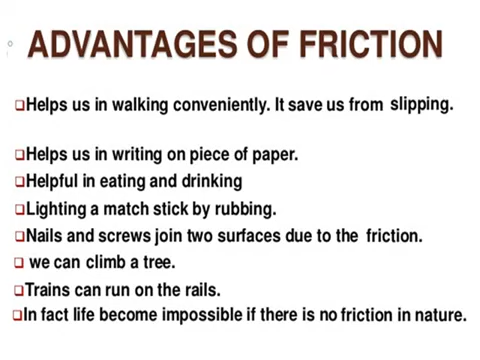 ADVANTAGES OF FRICTION
Helps us in walking conveniently. It save us from slipping.
Helps us in writing on piece of paper.
Helpful in eating and drinking
Lighting a match stick by rubbing.
Nails and screws join two surfaces due to the friction.
we can climb a tree.
Trains can run on the rails.
In fact life become impossible if there is no friction in nature.